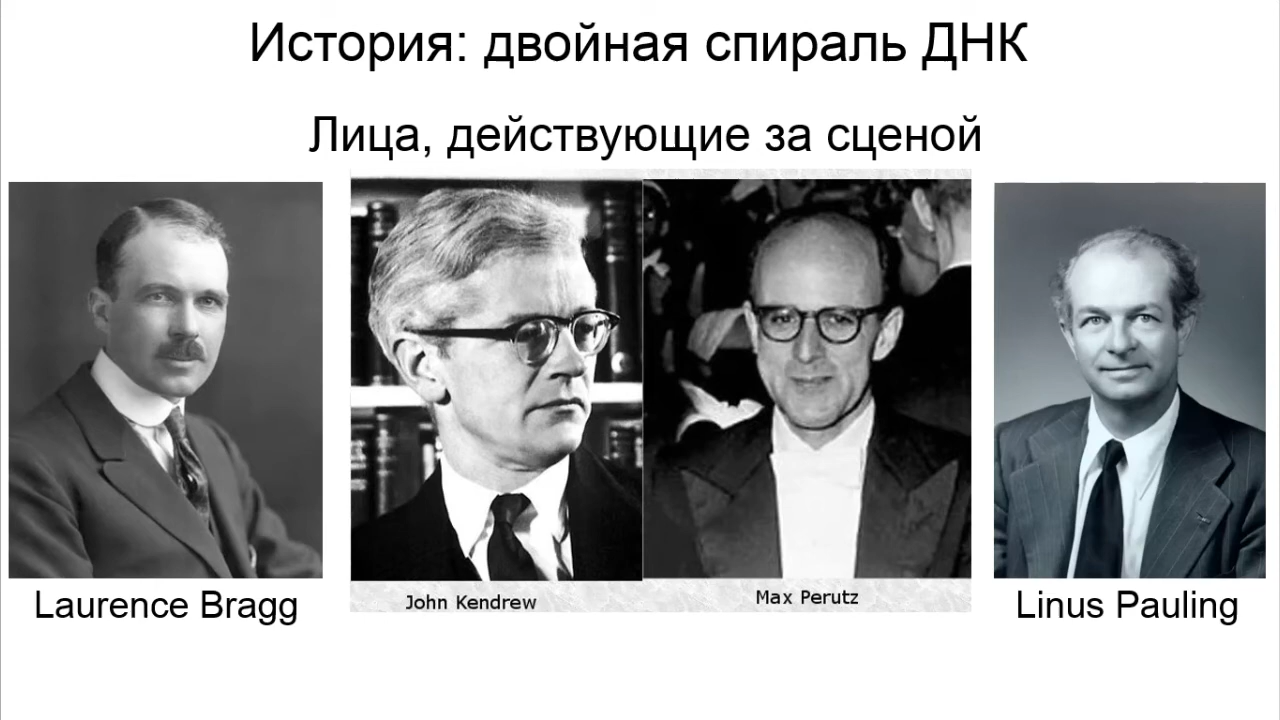 История: двойная спираль ДНК
Лица, действующие за сценой
Laurence Bragg
John Kendrew
Max Perutz
Linus Pauling